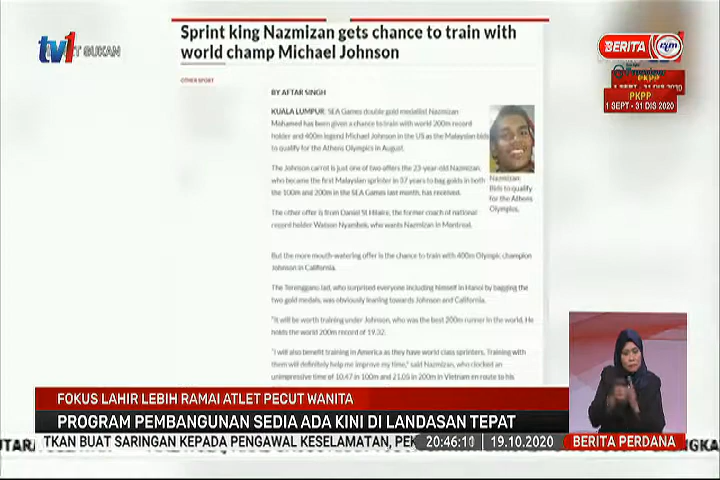 Sprint king Nazmizan gets chance to train with
world champ Michael Johnson
OTHER SPORT
BY AFTAR SINGH
KUALA LUMPUR: SEA Games double gold medallist Nazmizan
Mohamed has been given a chance to train with world 200m record
holder and 400m legend Michael Johnson in the US as the Malaysian bids
to qualify for the Athens Olympics in August.
The Johnson carrot is just one of two offers the 23-year-old Nazmizan,
who became the first Malaysian sprinter in 37 years to bag golds in both
the 100m and 200m in the SEA Games last month, has received.
The other offer is from Daniel St Hilaire, the former coach of national
record holder Watson Nyambek, who wants Nazmizan in Montreal.
Nazmizan:
Bids to qualify
for the Athens
Olympics.
But the more mouth-watering offer is the chance to train with 400m Olympic champion
Johnson in California.
The Terengganu lad, who surprised everyone including himself in Hanoi by bagging the
two gold medals, was obviously leaning towards Johnson and California.
"It will be worth training under Johnson, who was the best 200m runner in the world. He
holds the world 200m record of 19.32.
"I will also benefit training in America as they have world class sprinters. Training with
them will definitely help me improve my time," said Nazmizan, who clocked an
unimpressive time of 10.47 in 100m and 21.05 in 200m in Vietnam en route to his
tv1
SUKAN
BERITA
PKPP
1 SEPT - 31 DIS 2020
FOKUS LAHIR LEBIH RAMAI ATLET PECUT WANITA
PROGRAM PEMBANGUNAN SEDIA ADA KINI DI LANDASAN TEPAT
TKAN BUAT SARINGAN KEPADA PENGAWAL KESELAMATAN, PEK
20:46:10 19.10.2020 BERITA PERDANA